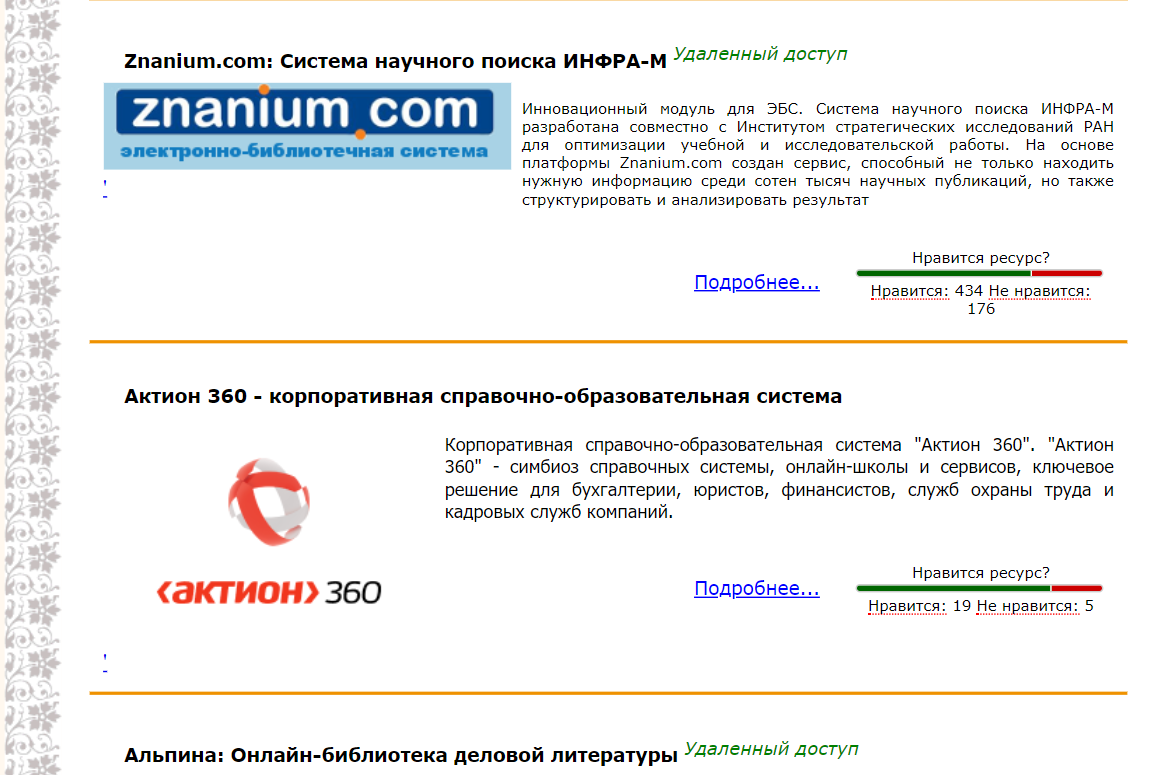 Znanium.com: Система научного поиска ИНФРА-М Удаленный доступ
znanium.com
электронно-библиотечная система
Инновационный модуль для ЭБС. Система научного поиска ИНФРА-М
разработана совместно с Институтом стратегических исследований РАН
для оптимизации учебной и исследовательской работы. На основе
платформы Znanium.com создан сервис, способный не только находить
нужную информацию среди сотен тысяч научных публикаций, но также
структурировать и анализировать результат
Нравится ресурс?
Подробнее...
Нравится: 434 Не нравится:
176
Актион 360 - корпоративная справочно-образовательная система
Корпоративная справочно-образовательная система "Актион 360". "Актион
360" - симбиоз справочных системы, онлайн-школы и сервисов, ключевое
решение для бухгалтерии, юристов, финансистов, служб охраны труда и
кадровых служб компаний.
<актион> 360
Нравится ресурс?
Подробнее...
Нравится: 19 Не нравится: 5
Альпина: Онлайн-библиотека деловой литературы Удаленный доступ